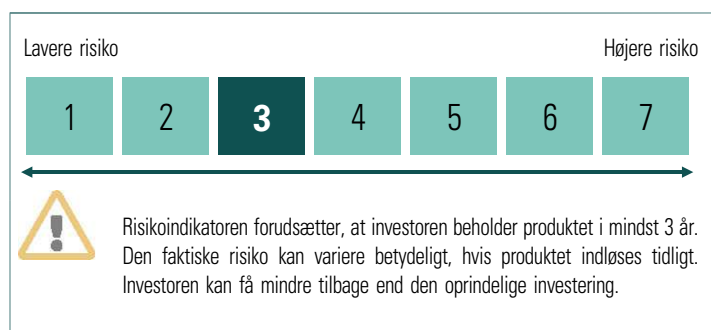 Lavere risiko Højere risiko
1 2 3 4 5 6 7
Risikoindikatoren forudsætter, at investoren beholder produktet i mindst 3 år.
Den faktiske risiko kan variere betydeligt, hvis produktet indløses tidligt.
Investoren kan få mindre tilbage end den oprindelige investering.